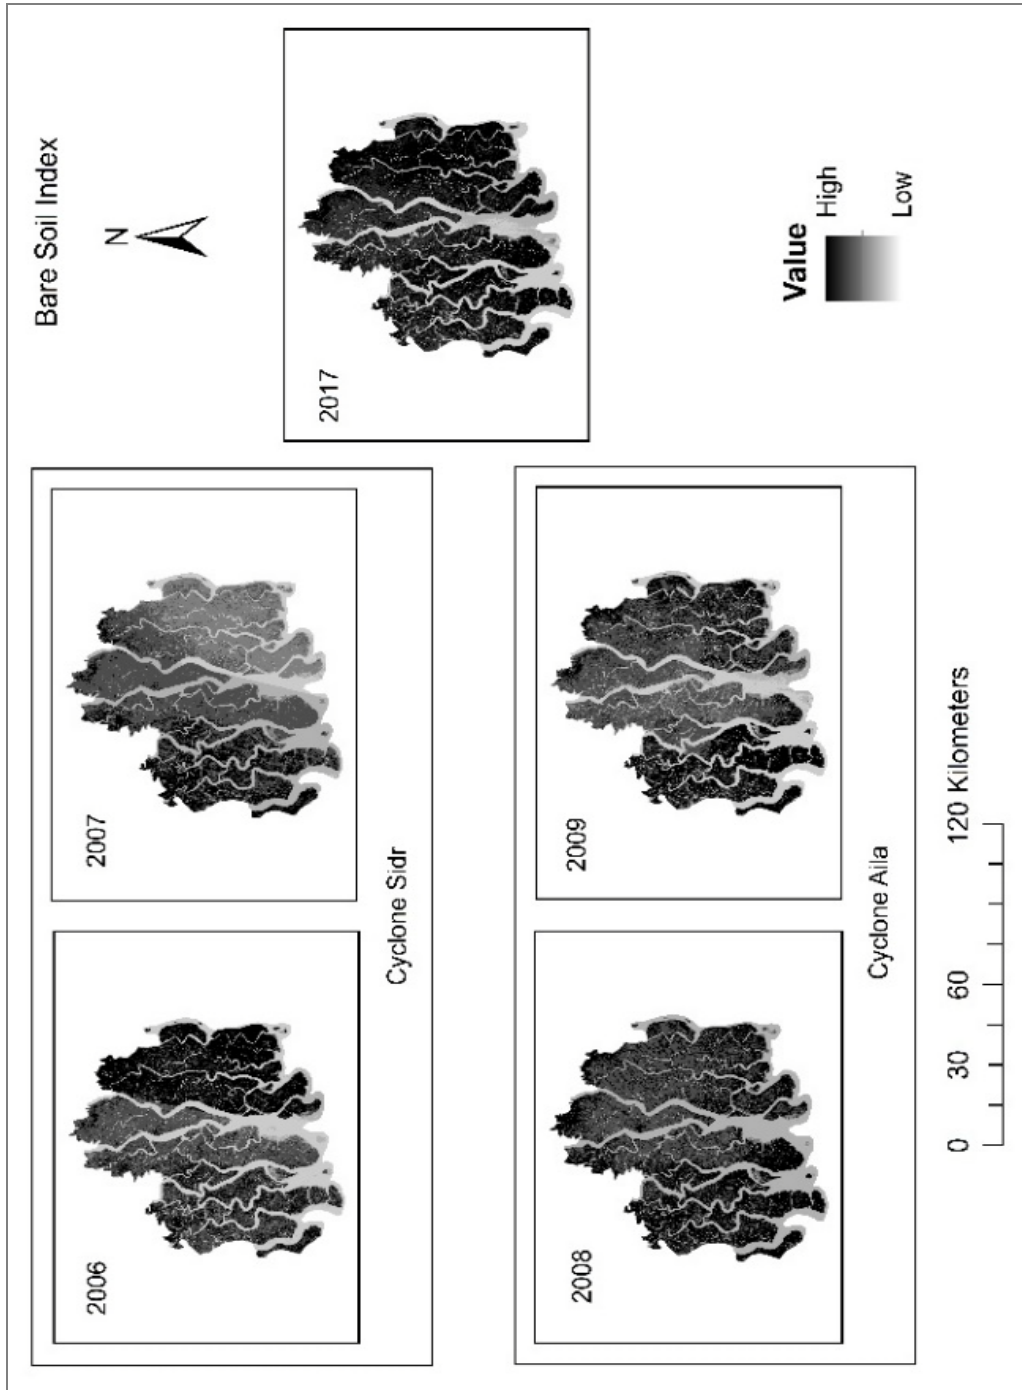 Bare Soil Index
N
2006
2007
Cyclone Sidr
2017
2008
2009
Cyclone Aila
Value
High
Low
0 30 60 120 Kilometers